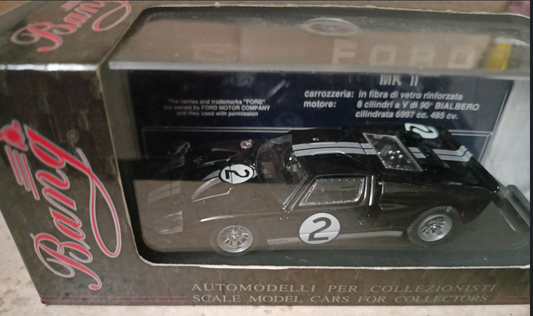 Bang
FORD
MK II
carrozzeria: in fibra di vetro rinforzata
motore: 8 cilindri a V di 90° BIALBERO
cilindrata 6997 cc. 485 cv.
The names and trademarks "FORD"
are owned by FORD MOTOR COMPANY
and they used with permission
2
2
2
Bang
AUTOMODELLI PER COLLEZIONISTI
SCALE MODEL CARS FOR COLLECTORS